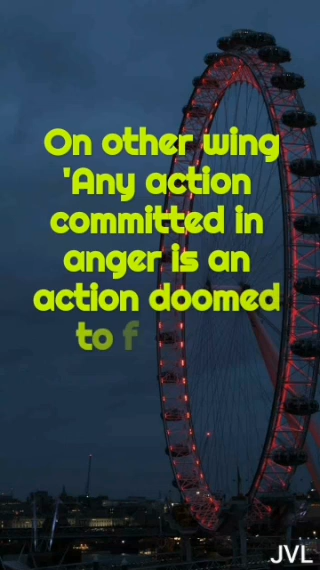 On other wing
'Any action
committed in
anger is an
action doomed
to f
JVL